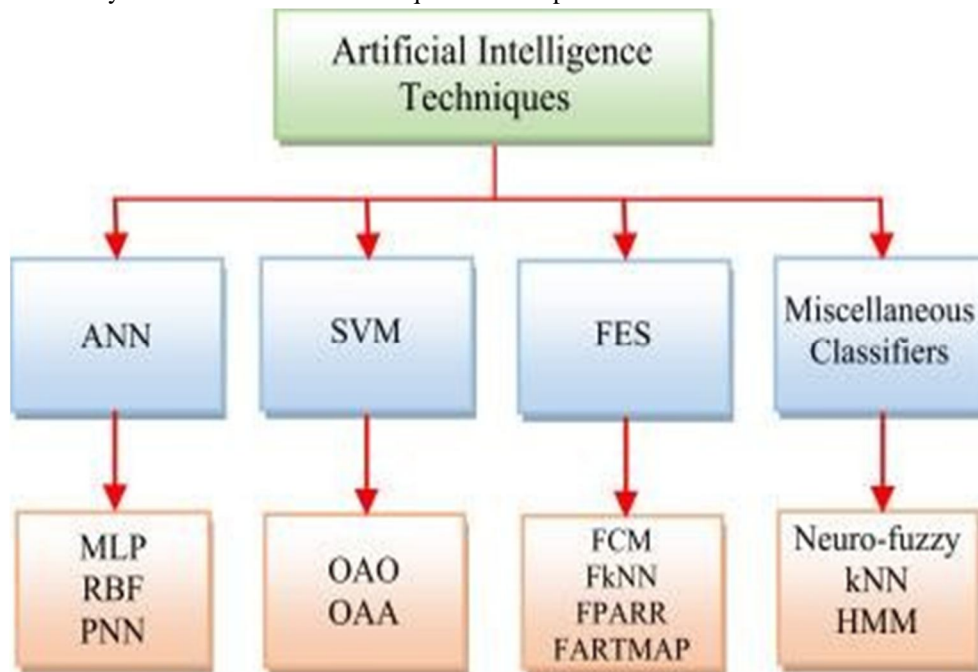 Artificial Intelligence
Techniques
ANN
SVM
FES
Miscellaneous
Classifiers
MLP
RBF
PNN
OAO
OAA
FCM
FkNN
FPARR
FARTMAP
Neuro-fuzzy
kNN
HMM